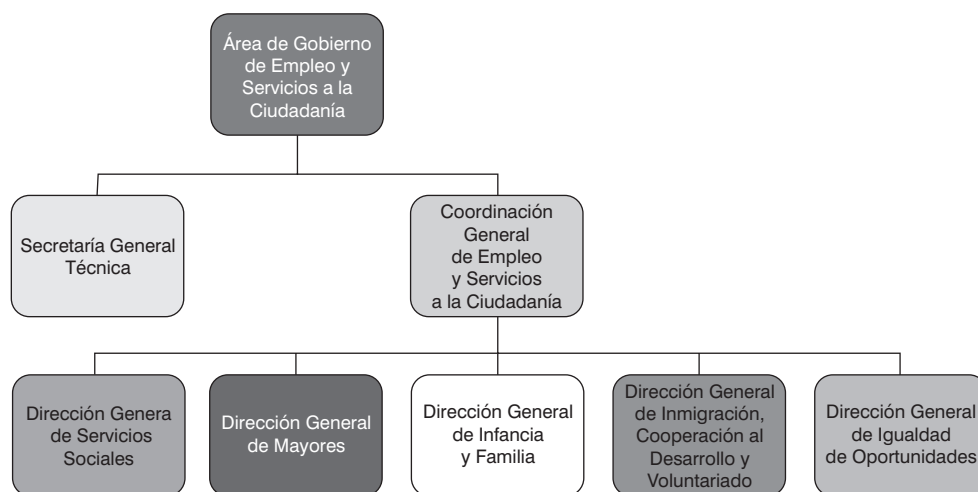 Área de Gobierno
de Empleo y
Servicios a la
Ciudadanía
Secretaría General
Técnica
Coordinación
General
de Empleo
y Servicios
a la Ciudadanía
Dirección Genera
de Servicios
Sociales
Dirección General
de Mayores
Dirección General
de Infancia
y Familia
Dirección General
de Inmigración,
Cooperación al
Desarrollo y
Voluntariado
Dirección General
de Igualdad
de Oportunidades